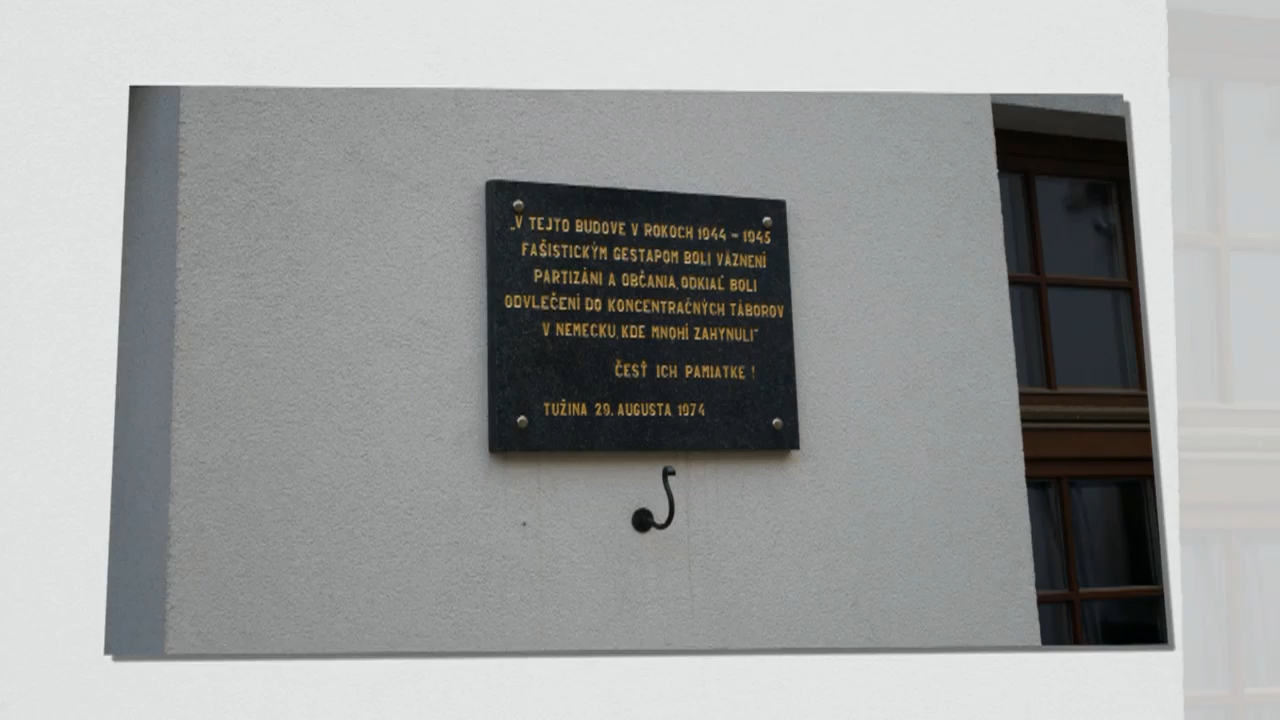 „V TEJTO BUDOVE V ROKOCH 1944 – 1945
FAŠISTICKÝM GESTAPOM BOLI VÄZNENÍ
PARTIZÁNI A OBČANIA, ODKIAĽ BOLI
ODVLEČENÍ DO KONCENTRAČNÝCH TÁBOROV
V NEMECKU, KDE MNOHÍ ZAHYNULI"
ČESŤ ICH PAMIATKE !
TUŽINA 29. AUGUSTA 1974